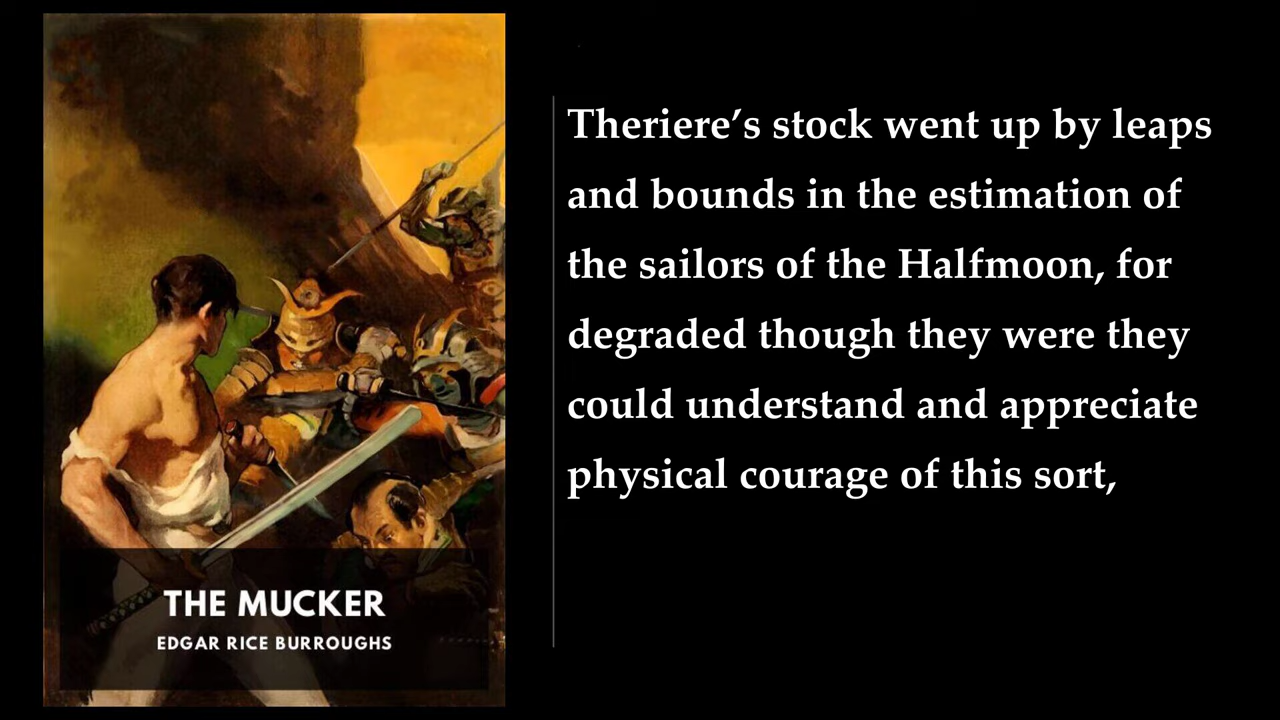 THE MUCKER
EDGAR RICE BURROUGHS
Theriere’s stock went up by leaps
and bounds in the estimation of
the sailors of the Halfmoon, for
degraded though they were they
could understand and appreciate
physical courage of this sort,